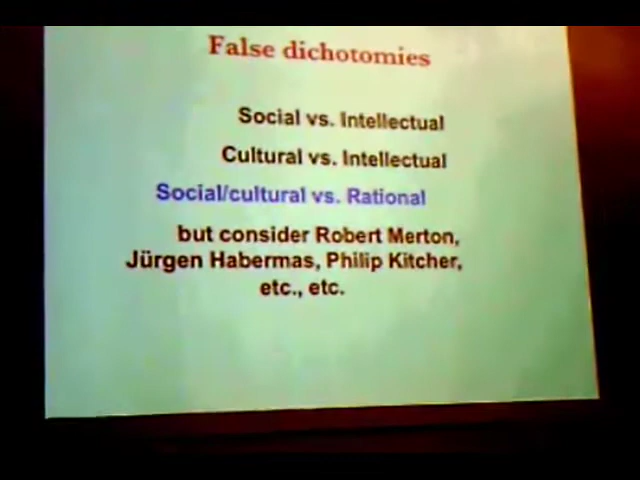 False dichotomies
Social vs. Intellectual
Cultural vs. Intellectual
Social/cultural vs. Rational
but consider Robert Merton,
Jürgen Habermas, Philip Kitcher,
etc., etc.